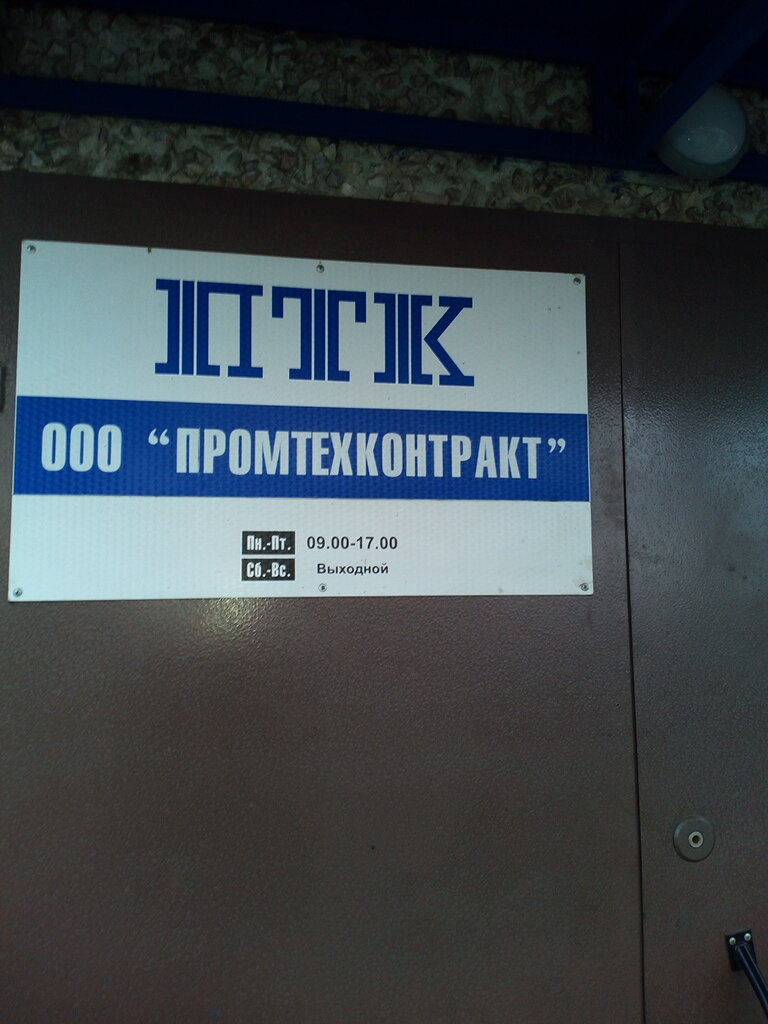 ПТК
ООО “ПРОМТЕХКОНТРАКТ”
Пн.-Пт. 09.00-17.00
Сб.-Вс. Выходной